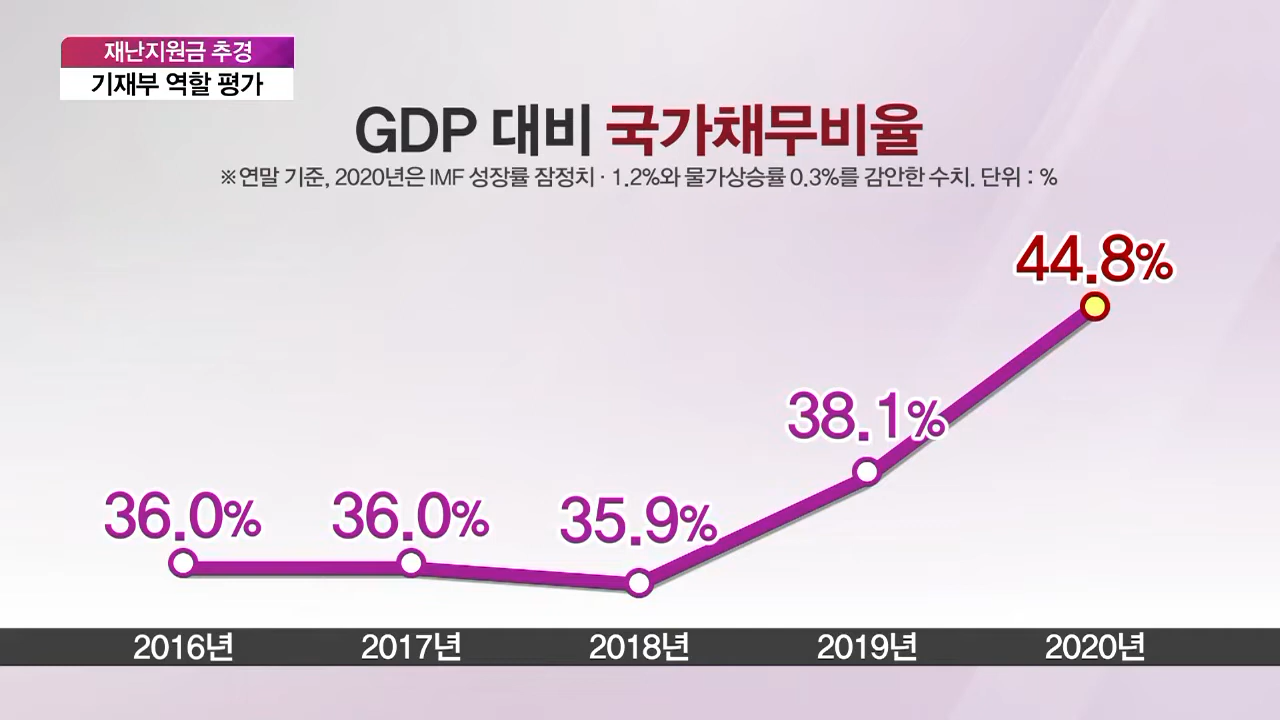 재난지원금 추경
기재부 역할 평가
GDP 대비 국가채무비율
※연말 기준, 2020년은 IMF 성장률 잠정치 · 1.2%와 물가상승률 0.3%를 감안한 수치. 단위 : %
44.8%
38.1%
36.0% 36.0% 35.9%
2016년 2017년 2018년 2019년 2020년